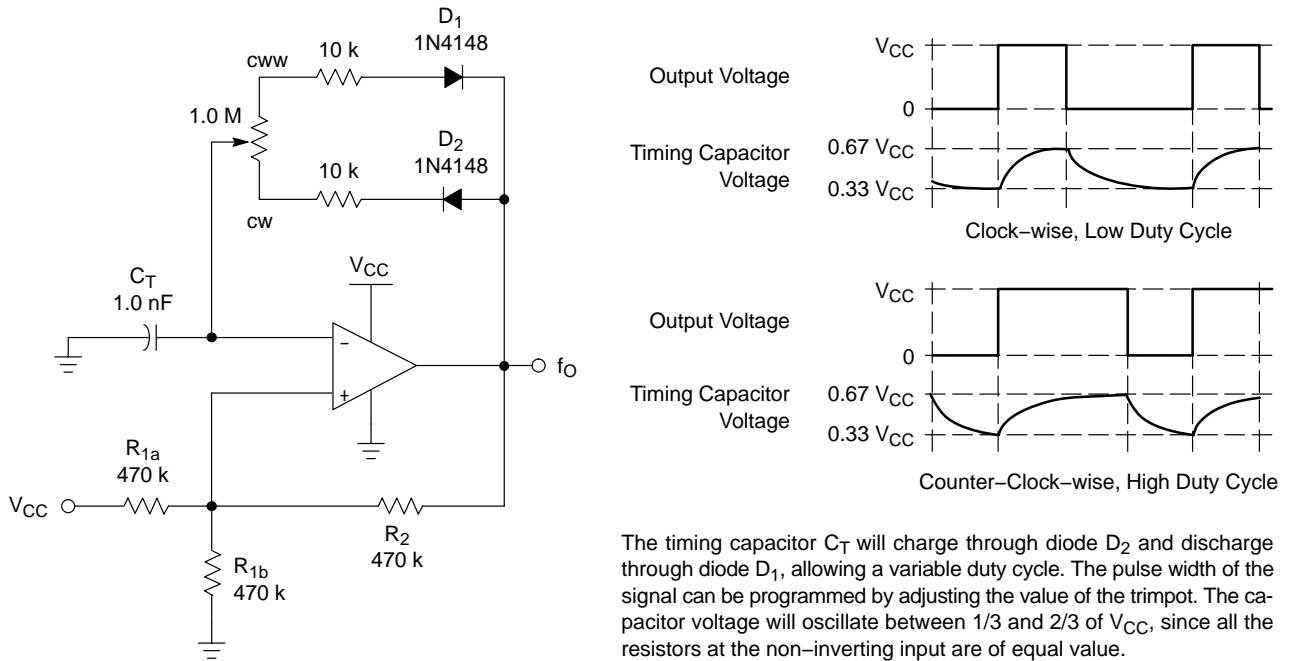 D1
1N4148
10 k
cww
1.0 M
D2
1N4148
10 k
cw
CT
1.0 nF
VCC
−
+
fO
R1a
470 k
VCC
R2
470 k
R1b
470 k
VCC
Output Voltage
0
Timing Capacitor
Voltage
0.67 VCC
0.33 VCC
Clock−wise, Low Duty Cycle
VCC
Output Voltage
0
Timing Capacitor
Voltage
0.67 VCC
0.33 VCC
Counter−Clock−wise, High Duty Cycle
The timing capacitor CT will charge through diode D2 and discharge
through diode D1, allowing a variable duty cycle. The pulse width of the
signal can be programmed by adjusting the value of the trimpot. The ca-
pacitor voltage will oscillate between 1/3 and 2/3 of VCC, since all the
resistors at the non−inverting input are of equal value.